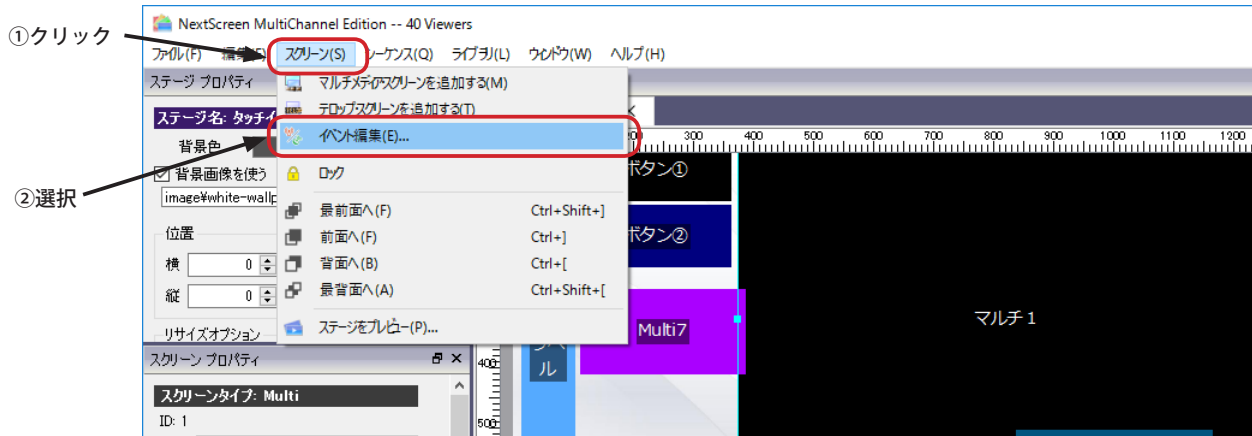 NextScreen MultiChannel Edition -- 40 Viewers
①クリック
ファイル(F) 編集(E) スクリーン(S) シーケンス(Q) ライブラリ(L) ウィンドウ(W) ヘルプ(H)
ステージ プロパティ
マルチメディアスクリーンを追加する(M)
テロップスクリーンを追加する(T)
ステージ名: タッチイ
イベント編集(E)...
200 300 400 500 600 700 800 900 1000 1100 1200
背景色
背景画像を使う
ロック
ボタン①
②選択
image¥white-wallp
最前面へ(F) Ctrl+Shift+]
位置
前面へ(F) Ctrl+]
ボタン②
横 0
背面へ(B) Ctrl+[
縦 0
最背面へ(A) Ctrl+Shift+[
マルチ1
リサイズオプション
ステージをプレビュー(P)...
Multi7
スクリーン プロパティ
400
ル
スクリーンタイプ: Multi
ID: 1
500